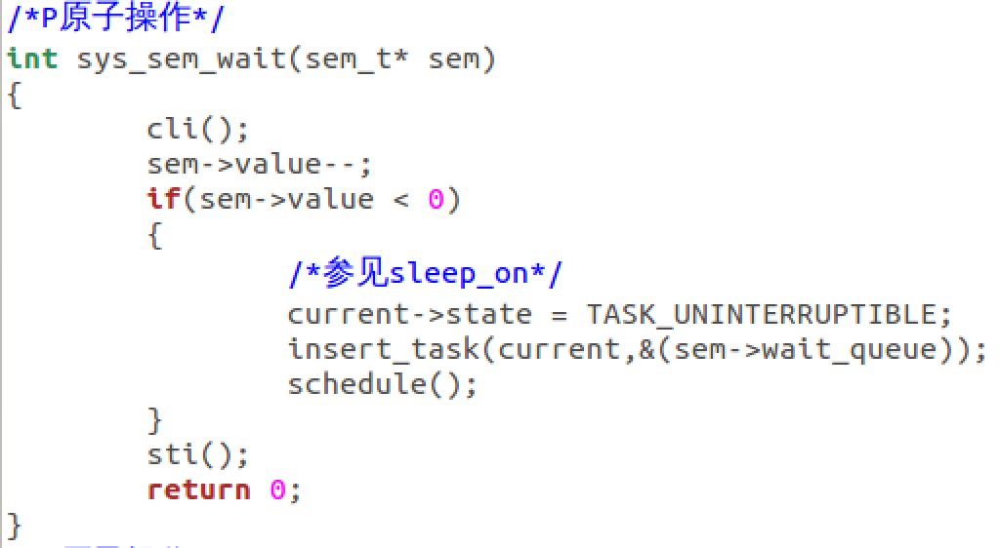 /*P原子操作*/
int sys_sem_wait(sem_t* sem)
{
cli();
sem->value--;
if(sem->value < 0)
{
/*参见sleep_on*/
current->state = TASK_UNINTERRUPTIBLE;
insert_task(current,&(sem->wait_queue));
schedule();
}
sti();
return 0;
}